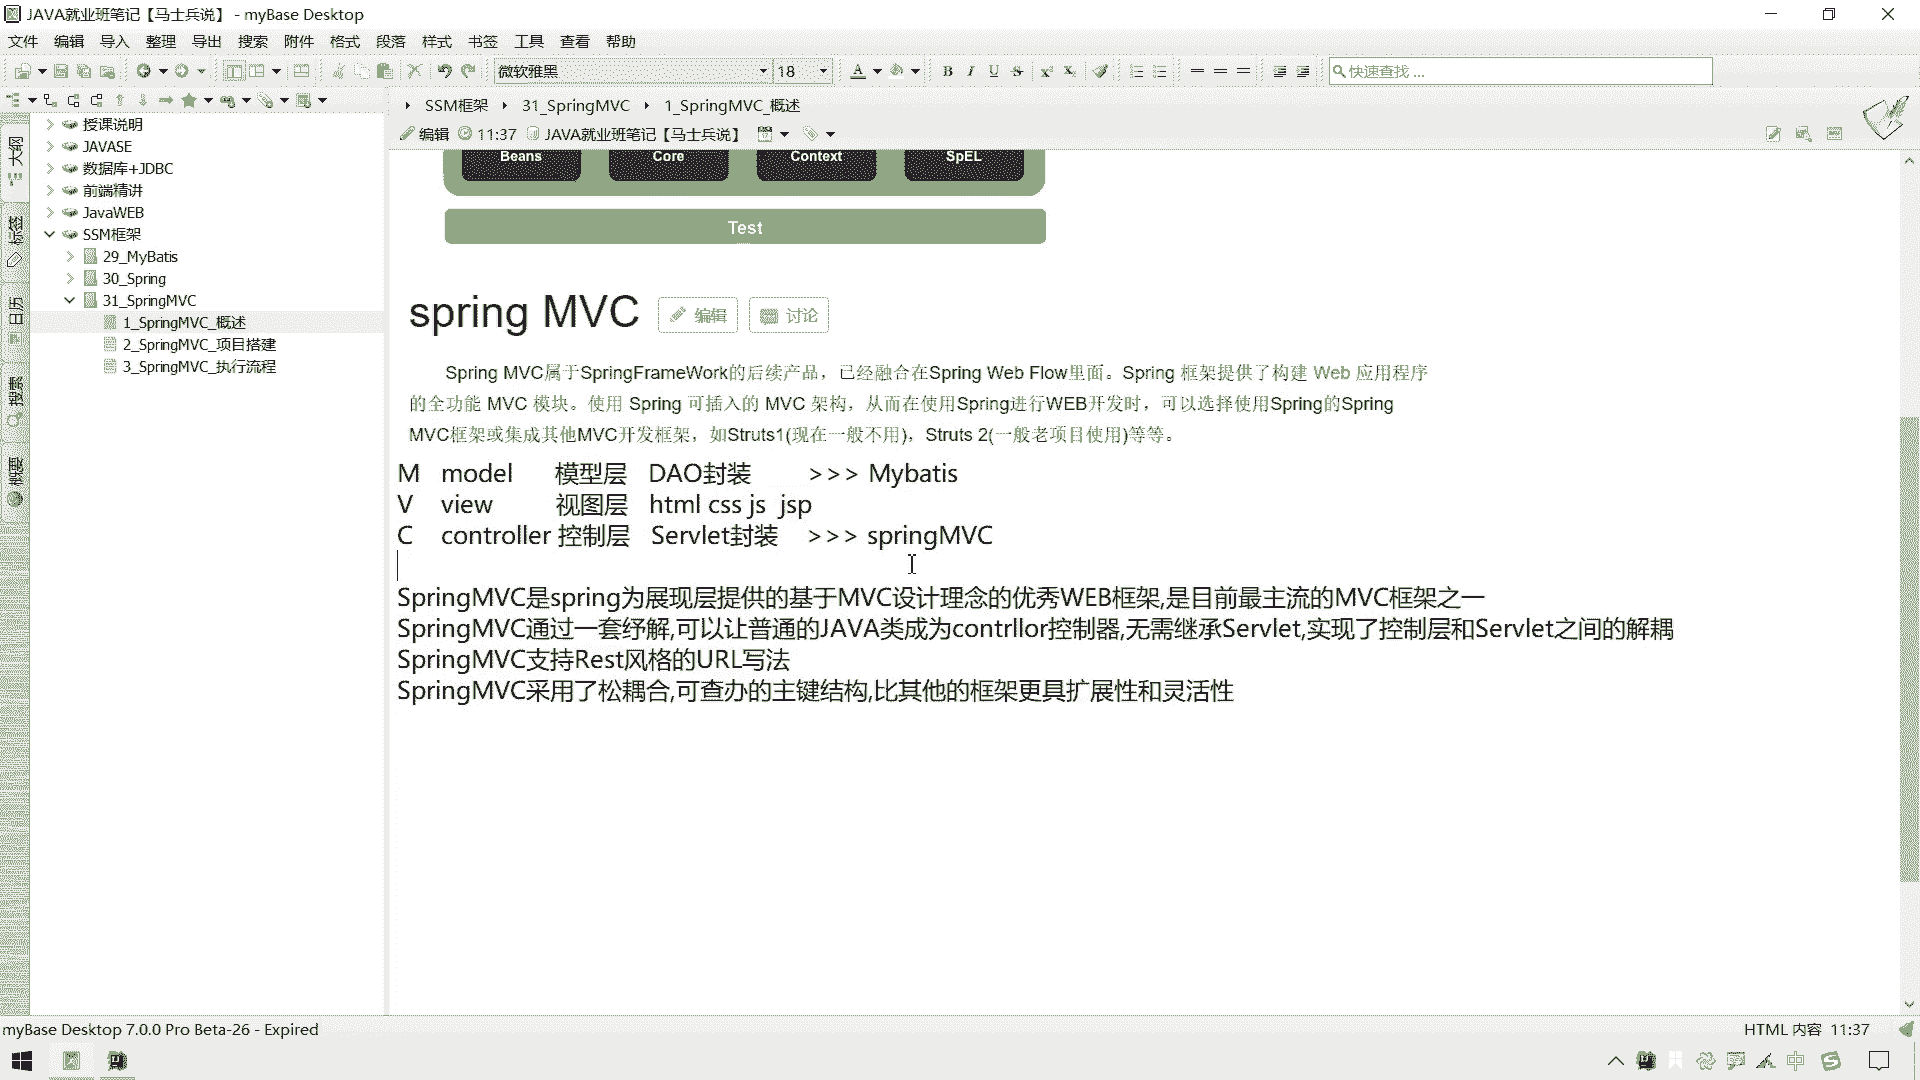 JAVA就业班笔记【马士兵说】 - myBase Desktop
文件 编辑 导入 整理 导出 搜索 附件 格式 段落 样式 书签 工具 查看 帮助
微软雅黑 18 A B I U S 快速查找 ...
SSM框架 31_SpringMVC 1_SpringMVC_概述
编辑 11:37 JAVA就业班笔记【马士兵说】
大纲
标签
日历
搜索
概要
授课说明
JAVASE
数据库+JDBC
前端精讲
JavaWEB
SSM框架
29_MyBatis
30_Spring
31_SpringMVC
1_SpringMVC_概述
2_SpringMVC_项目搭建
3_SpringMVC_执行流程
Beans Core Context SpEL
Test
spring MVC 编辑 讨论
Spring MVC属于SpringFrameWork的后续产品，已经融合在Spring Web Flow里面。Spring 框架提供了构建 Web 应用程序
的全功能 MVC 模块。使用 Spring 可插入的 MVC 架构，从而在使用Spring进行WEB开发时，可以选择使用Spring的Spring
MVC框架或集成其他MVC开发框架，如Struts1(现在一般不用)，Struts 2(一般老项目使用)等等。
M model 模型层 DAO封装 >>> Mybatis
V view 视图层 html css js jsp
C controller 控制层 Servlet封装 >>> springMVC
SpringMVC是spring为展现层提供的基于MVC设计理念的优秀WEB框架,是目前最主流的MVC框架之一
SpringMVC通过一套纾解,可以让普通的JAVA类成为contrllor控制器,无需继承Servlet,实现了控制层和Servlet之间的解耦
SpringMVC支持Rest风格的URL写法
SpringMVC采用了松耦合,可查办的主键结构,比其他的框架更具扩展性和灵活性
myBase Desktop 7.0.0 Pro Beta-26 - Expired
HTML 内容 11:37
中